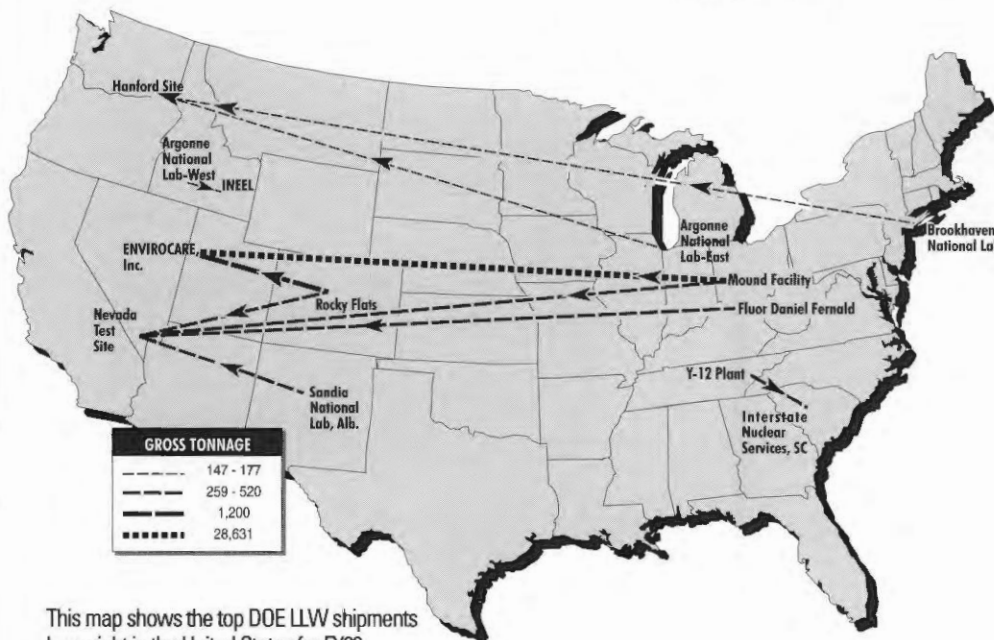 Hanford Site
Argonne
National
Lab-West
INEEL
ENVIROCARE,
Inc.
Rocky Flats
Nevada
Test
Site
Sandia
National
Lab, Alb.
Argonne
National
Lab-East
Brookhaven
National Lab
Mound Facility
Fluor Daniel Fernald
Y-12 Plant
Interstate
Nuclear
Services, SC
GROSS TONNAGE
147 - 177
259 - 520
1,200
28,631
This map shows the top DOE LLW shipments